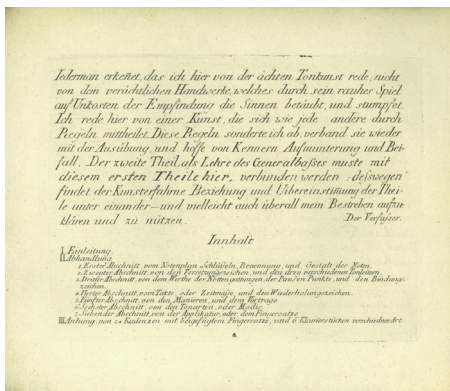 Iederman erkeñet, das ich hier von der ächten Tonkunst rede, nicht
von dem verächtlichen Handwerke, welches durch sein rauhes Spiel
auf Unkosten der Empfindung die Sinnen betäubt, und stumpfet.
Ich rede hier von einer Kunst, die sich wie jede andere durch
Regeln mittheilet. Diese Regeln sonderte ich ab, verband sie wieder
mit der Ausübung, und hoffe von Kennern Aufmunterung und Bei-
fall. Der zweite Theil, als Lehre des Generalbaßes muste mit
diesem ersten Theile hier, verbunden werden: desswegen
findet der Kunsterfahrne Beziehung und Uibereinstimung der Thei-
le unter einander — und vielleicht auch überall mein Bestreben aufzu-
klären und zu nützen. Der Verfasser.
Innhalt
I. Einleitung
II. Abhandlung
1. Erster Abschnitt, vom Notenplan Schlüßeln, Benennung, und Gestalt der Noten.
2. Zweiter Abschnitt von den Versetzungszeichen, und den drey verschiedenen Tonleitern.
3. Dritter Abschnitt, von dem Werthe der Nottengattungen, der Pausen, Punkte, und den Bindungs-
zeichen.
4. Vierter Abschnitt, vom Takte oder Zeitmaße, und den Wiederholungszeichen.
5. Fünfter Abschnitt von den Manieren, und dem Vortrage
6. Sechster Abschnitt von den Tonarten oder Modis
7. Siebender Abschnitt von der Applikatur, oder dem Fingersatze
III. Anhang von 24 Kadenzen mit beigefügtem Fingersatze, und 6 Klavierstücken verschiedner Art.